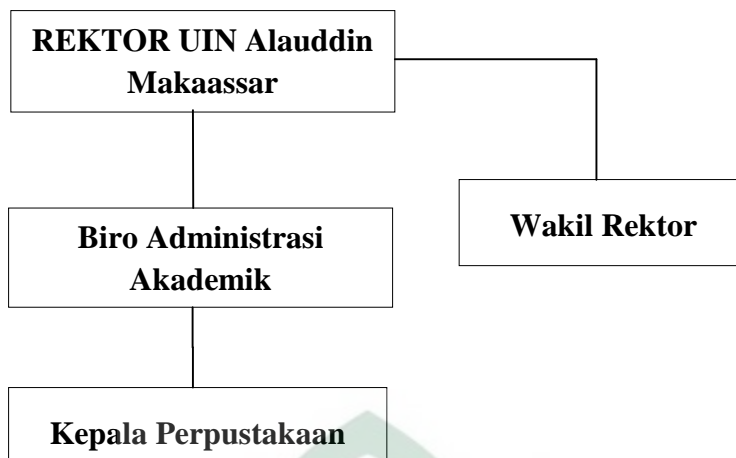 REKTOR UIN Alauddin
Makaassar
Wakil Rektor
Biro Administrasi
Akademik
Kepala Perpustakaan